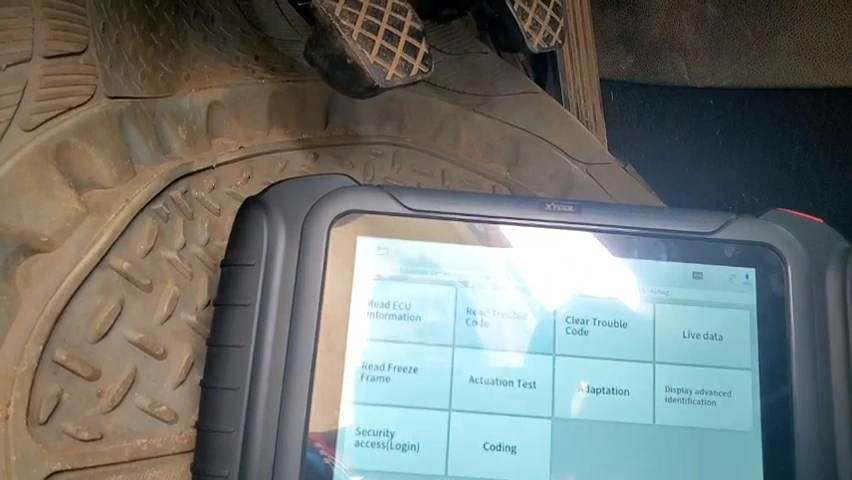 XTOOL
Read ECU
information
Read Trouble
Code
Clear Trouble
Code
Live data
Read Freeze
Frame
Actuation Test
Adaptation
Display advanced
identification
Security
access(Login)
Coding